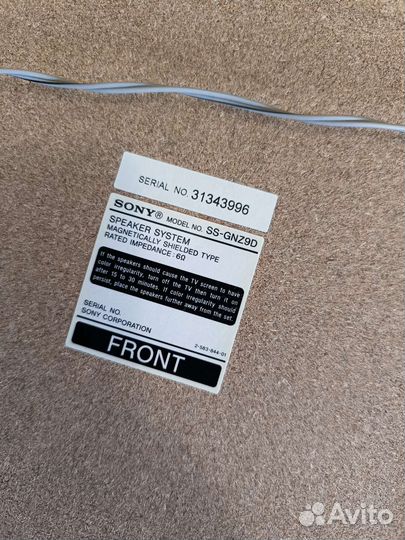 SERIAL NO. 31343996
SONY® MODEL NO. SS-GNZ9D
SPEAKER SYSTEM
MAGNETICALLY SHIELDED TYPE
RATED IMPEDANCE : 6Ω
If the speakers should cause the TV screen to have
color irregularity, turn off the TV then turn it on
after 15 to 30 minutes. If color irregularity should
persist, place the speakers further away from the set.
SERIAL NO.
SONY CORPORATION
2-583-844-01
FRONT
Avito